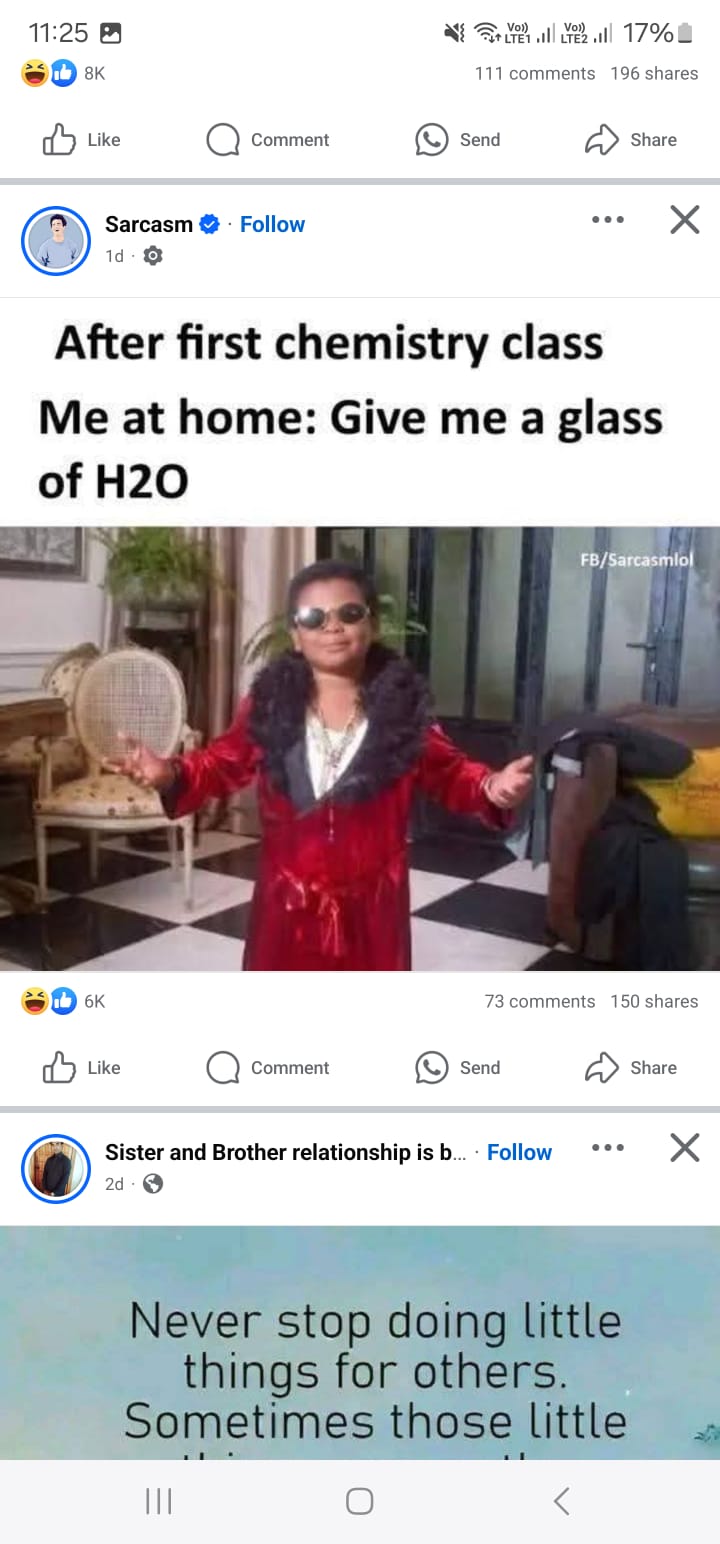 11:25
Vo)) LTE1 Vo)) LTE2 17%
8K 111 comments 196 shares
Like Comment Send Share
Sarcasm · Follow
1d ·
After first chemistry class
Me at home: Give me a glass
of H2O
FB/Sarcasmlol
6K 73 comments 150 shares
Like Comment Send Share
Sister and Brother relationship is b... · Follow
2d ·
Never stop doing little
things for others.
Sometimes those little